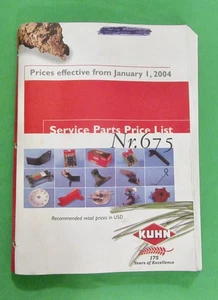 Prices effective from January 1, 2004
Service Parts Price List
Nr.675
Recommended retail prices in USD
KUHN
175
Years of Excellence